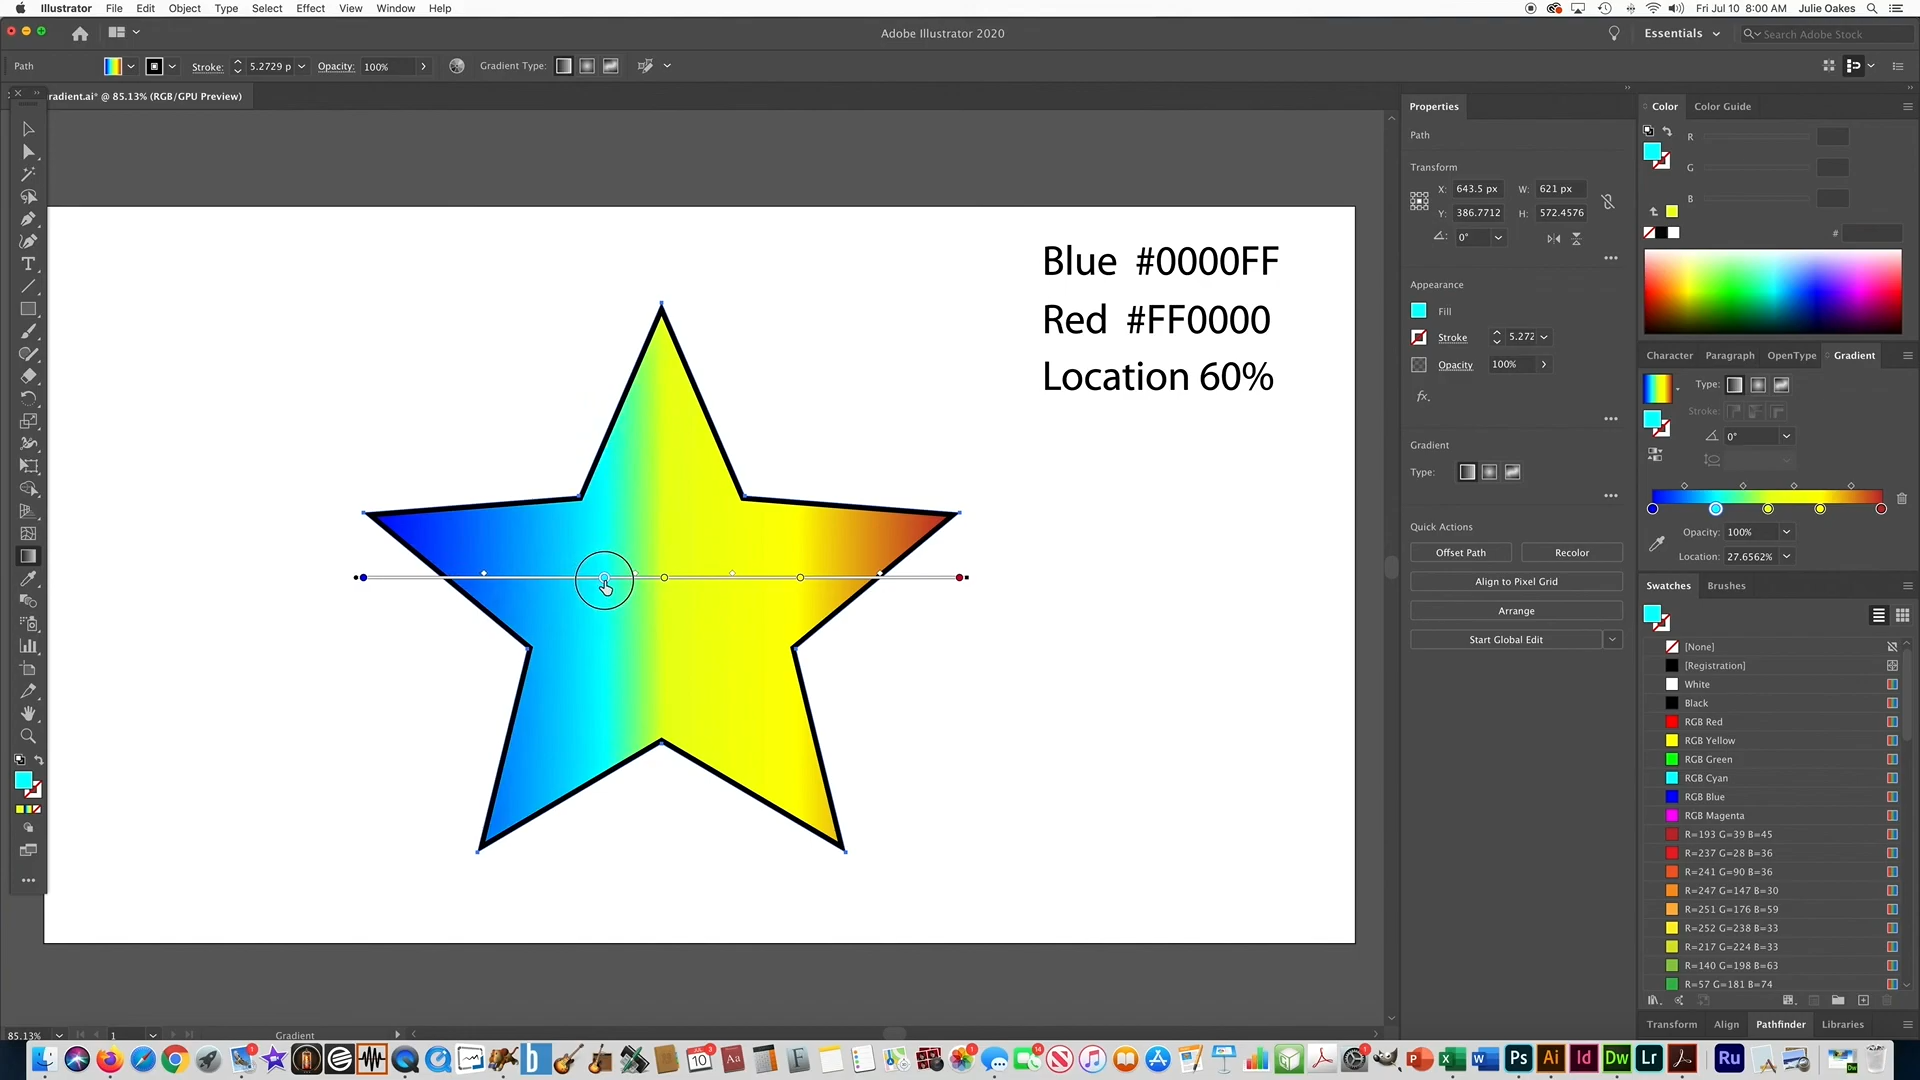 Illustrator File Edit Object Type Select Effect View Window Help
Fri Jul 10 8:00 AM Julie Oakes
Adobe Illustrator 2020
Essentials
Search Adobe Stock
Path
Stroke: 5.2729 p
Opacity: 100%
Gradient Type:
radient.ai* @ 85.13% (RGB/GPU Preview)
Blue #0000FF
Red #FF0000
Location 60%
85.13%
1
Gradient
Properties
Path
Transform
X: 643.5 px W: 621 px
Y: 386.7712 H: 572.4576
0°
Appearance
Fill
Stroke 5.272
Opacity 100%
fx.
Gradient
Type:
Quick Actions
Offset Path Recolor
Align to Pixel Grid
Arrange
Start Global Edit
Color Color Guide
R
G
B
#
Character Paragraph OpenType Gradient
Type:
Stroke:
0°
Opacity: 100%
Location: 27.6562%
Swatches Brushes
[None]
[Registration]
White
Black
RGB Red
RGB Yellow
RGB Green
RGB Cyan
RGB Blue
RGB Magenta
R=193 G=39 B=45
R=237 G=28 B=36
R=241 G=90 B=36
R=247 G=147 B=30
R=251 G=176 B=59
R=252 G=238 B=33
R=217 G=224 B=33
R=140 G=198 B=63
R=57 G=181 B=74
Transform Align Pathfinder Libraries
Ps Ai Id Dw Lr Ru